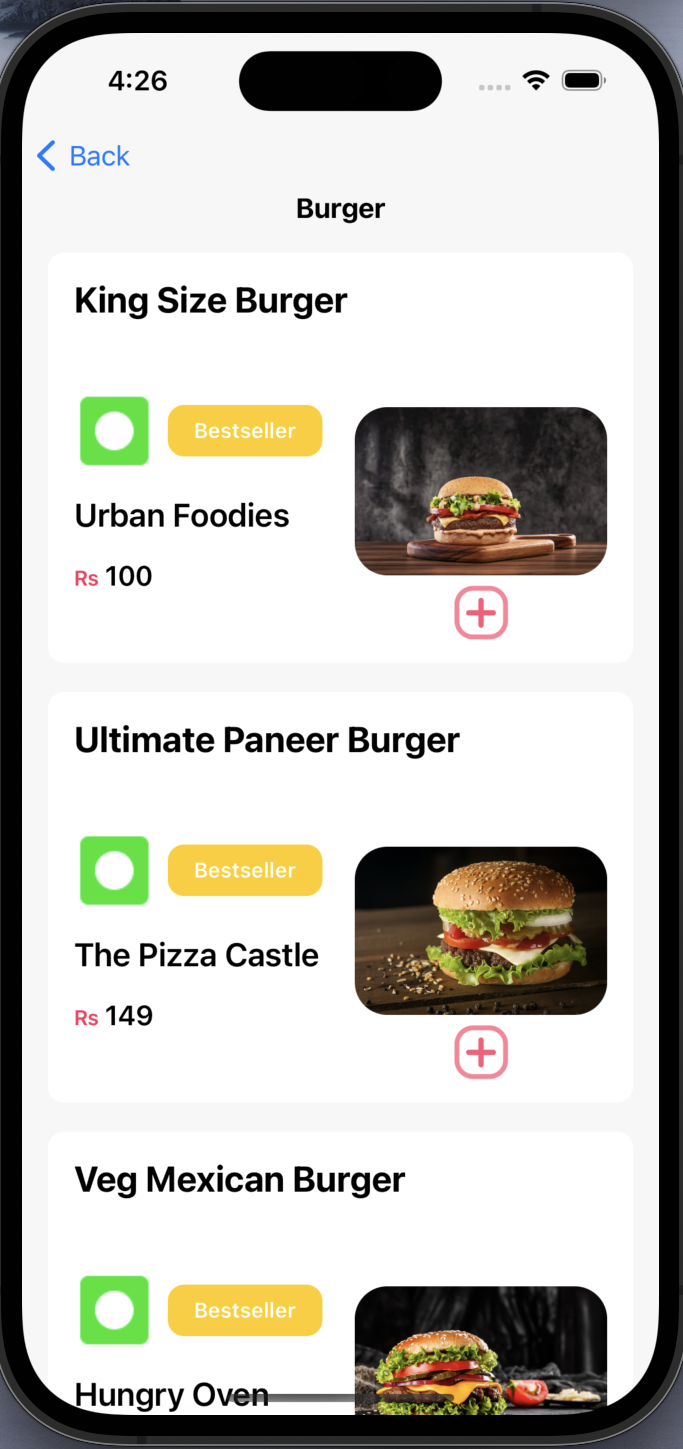 4:26
Back
Burger
King Size Burger
Bestseller
Urban Foodies
Rs 100
Ultimate Paneer Burger
Bestseller
The Pizza Castle
Rs 149
Veg Mexican Burger
Bestseller
Hungry Oven